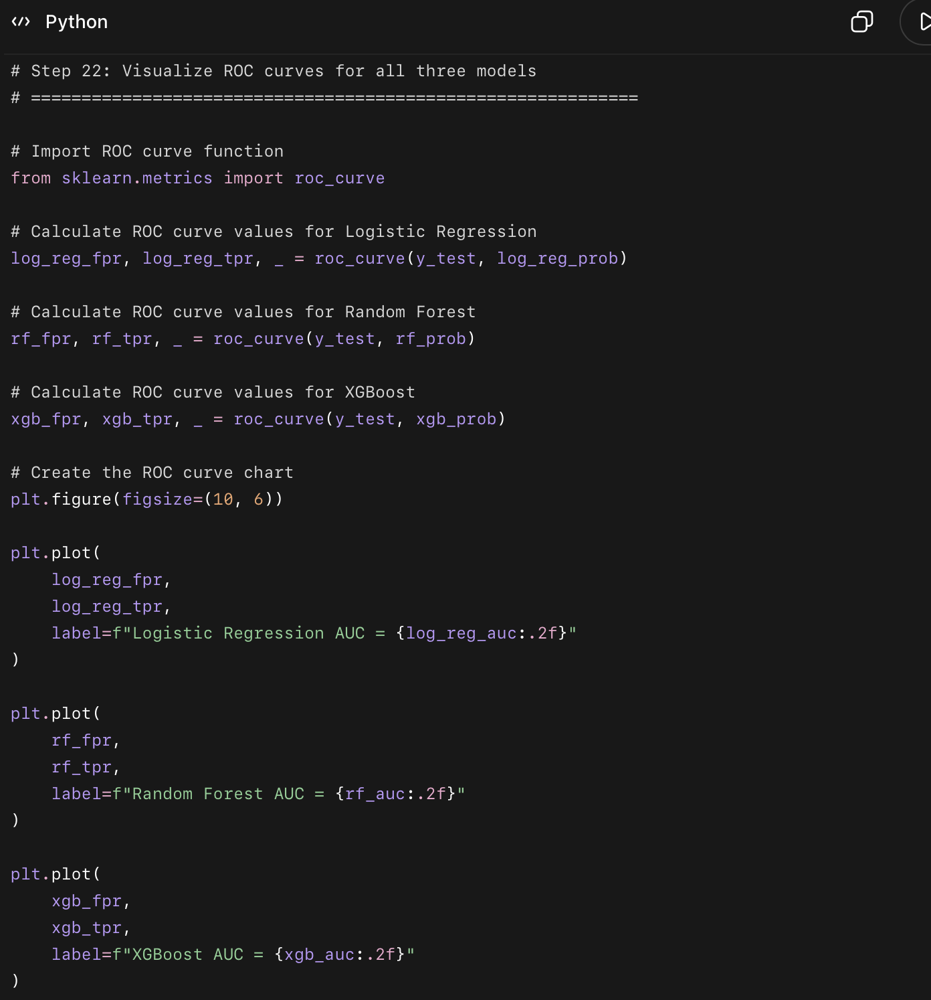 Python
# Step 22: Visualize ROC curves for all three models
# ============================================================
# Import ROC curve function
from sklearn.metrics import roc_curve
# Calculate ROC curve values for Logistic Regression
log_reg_fpr, log_reg_tpr, _ = roc_curve(y_test, log_reg_prob)
# Calculate ROC curve values for Random Forest
rf_fpr, rf_tpr, _ = roc_curve(y_test, rf_prob)
# Calculate ROC curve values for XGBoost
xgb_fpr, xgb_tpr, _ = roc_curve(y_test, xgb_prob)
# Create the ROC curve chart
plt.figure(figsize=(10, 6))
plt.plot(
    log_reg_fpr,
    log_reg_tpr,
    label=f"Logistic Regression AUC = {log_reg_auc:.2f}"
)
plt.plot(
    rf_fpr,
    rf_tpr,
    label=f"Random Forest AUC = {rf_auc:.2f}"
)
plt.plot(
    xgb_fpr,
    xgb_tpr,
    label=f"XGBoost AUC = {xgb_auc:.2f}"
)